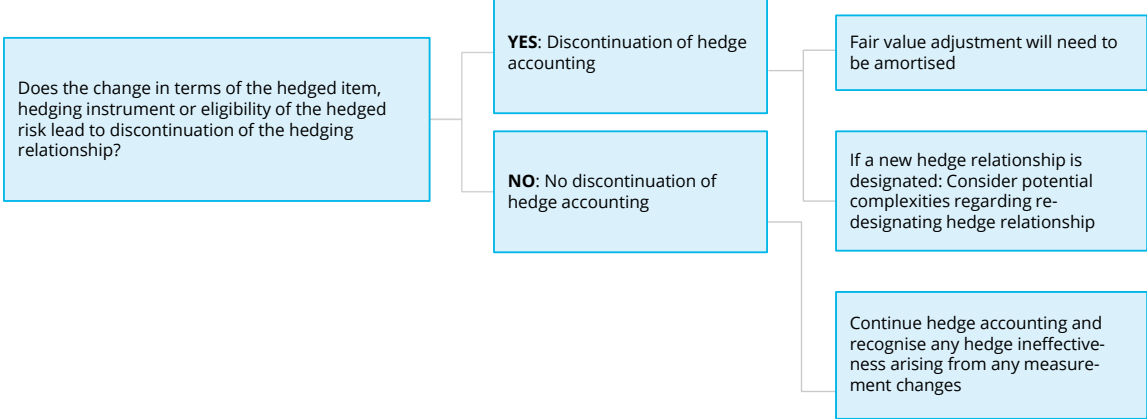 Does the change in terms of the hedged item,
hedging instrument or eligibility of the hedged
risk lead to discontinuation of the hedging
relationship?
YES: Discontinuation of hedge
accounting
NO: No discontinuation of
hedge accounting
Fair value adjustment will need to
be amortised
If a new hedge relationship is
designated: Consider potential
complexities regarding re-
designating hedge relationship
Continue hedge accounting and
recognise any hedge ineffective-
ness arising from any measure-
ment changes